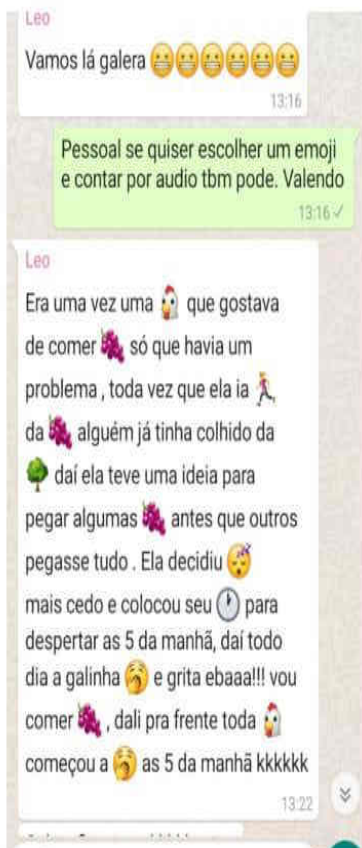 Leo
Vamos lá galera 😬😬😬😬😬😬
13:16
Pessoal se quiser escolher um emoji
e contar por audio tbm pode. Valendo
13:16 ✓
Leo
Era uma vez uma 🐔 que gostava
de comer 🍇 só que havia um
problema , toda vez que ela ia 🏃‍♀️
da 🍇 alguém já tinha colhido da
🌳 daí ela teve uma ideia para
pegar algumas 🍇 antes que outros
pegasse tudo . Ela decidiu 😴
mais cedo e colocou seu 🕐 para
despertar as 5 da manhã, daí todo
dia a galinha 🥱 e grita ebaaa!!! vou
comer 🍇 , dali pra frente toda 🐔
começou a 🥱 as 5 da manhã kkkkkk
13:22